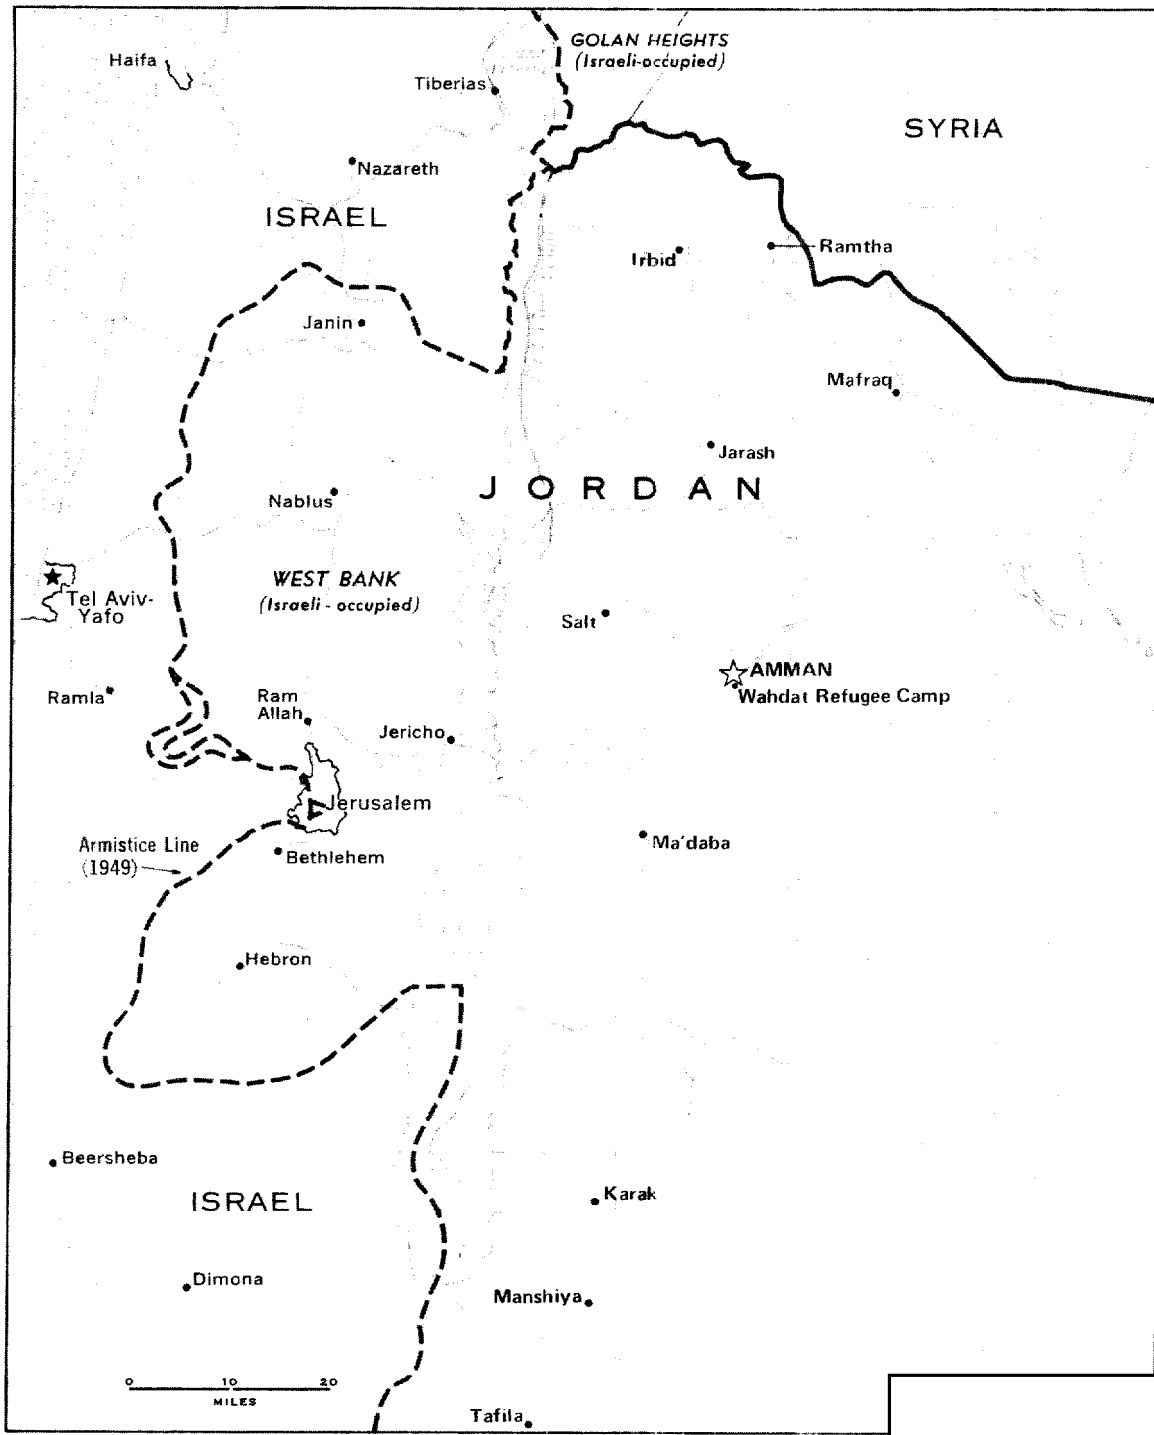 GOLAN HEIGHTS
(Israeli-occupied)
Haifa
Tiberias
SYRIA
Nazareth
ISRAEL
Ramtha
Irbid
Janin
Mafraq
Jarash
JORDAN
Nablus
WEST BANK
(Israeli - occupied)
Tel Aviv-
Yafo
Salt
AMMAN
Wahdat Refugee Camp
Ramla
Ram
Allah
Jericho
Jerusalem
Ma'daba
Armistice Line
(1949)
Bethlehem
Hebron
Beersheba
Karak
ISRAEL
Dimona
Manshiya
0 10 20
MILES
Tafila